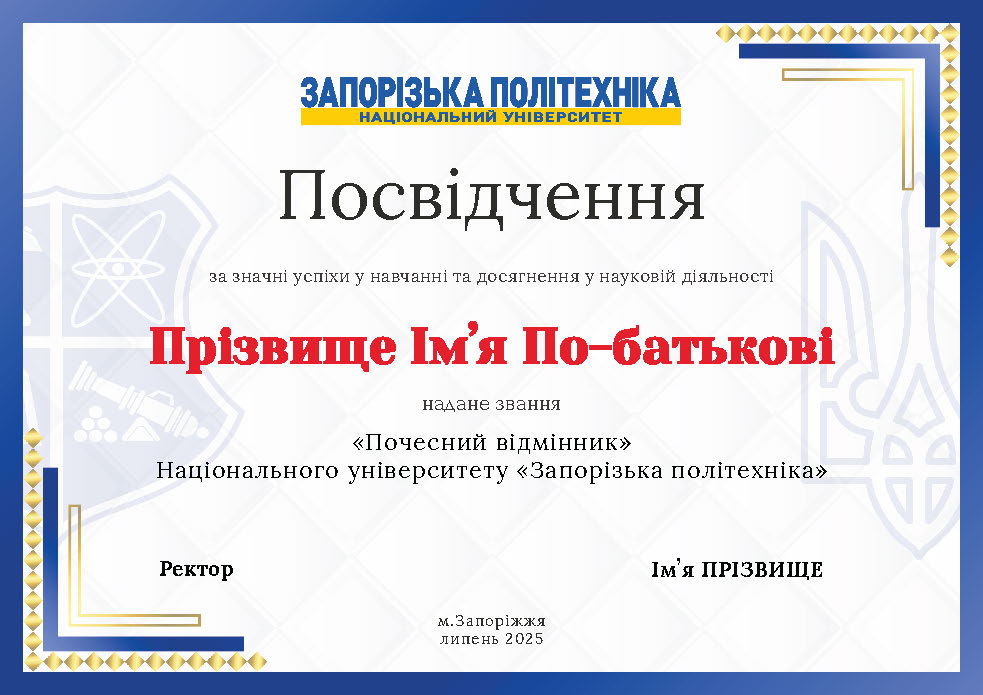 ЗАПОРІЗЬКА ПОЛІТЕХНІКА
НАЦІОНАЛЬНИЙ УНІВЕРСИТЕТ
Посвідчення
за значні успіхи у навчанні та досягнення у науковій діяльності
Прізвище Ім’я По-батькові
надане звання
«Почесний відмінник»
Національного університету «Запорізька політехніка»
Ректор Ім’я ПРІЗВИЩЕ
м.Запоріжжя
липень 2025